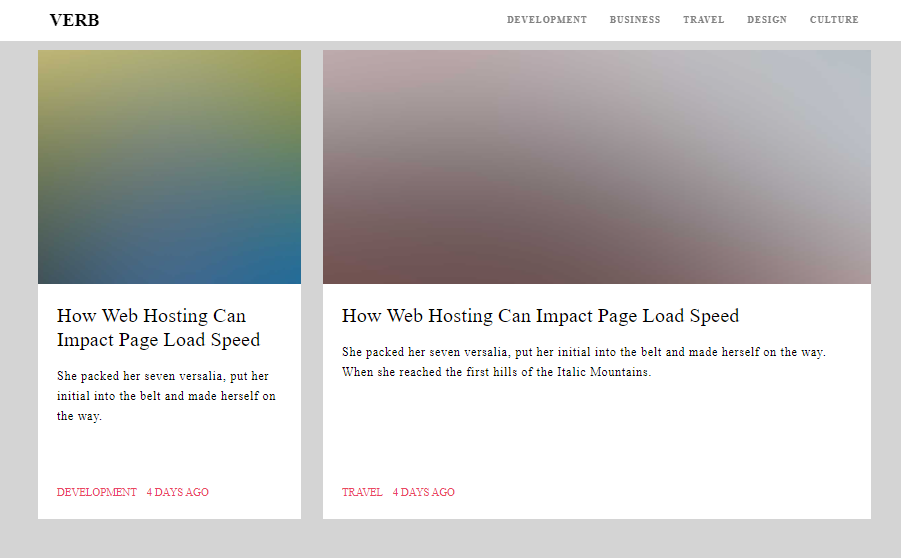 VERB
DEVELOPMENT BUSINESS TRAVEL DESIGN CULTURE
How Web Hosting Can
Impact Page Load Speed
She packed her seven versalia, put her
initial into the belt and made herself on
the way.
DEVELOPMENT 4 DAYS AGO
How Web Hosting Can Impact Page Load Speed
She packed her seven versalia, put her initial into the belt and made herself on the way.
When she reached the first hills of the Italic Mountains.
TRAVEL 4 DAYS AGO